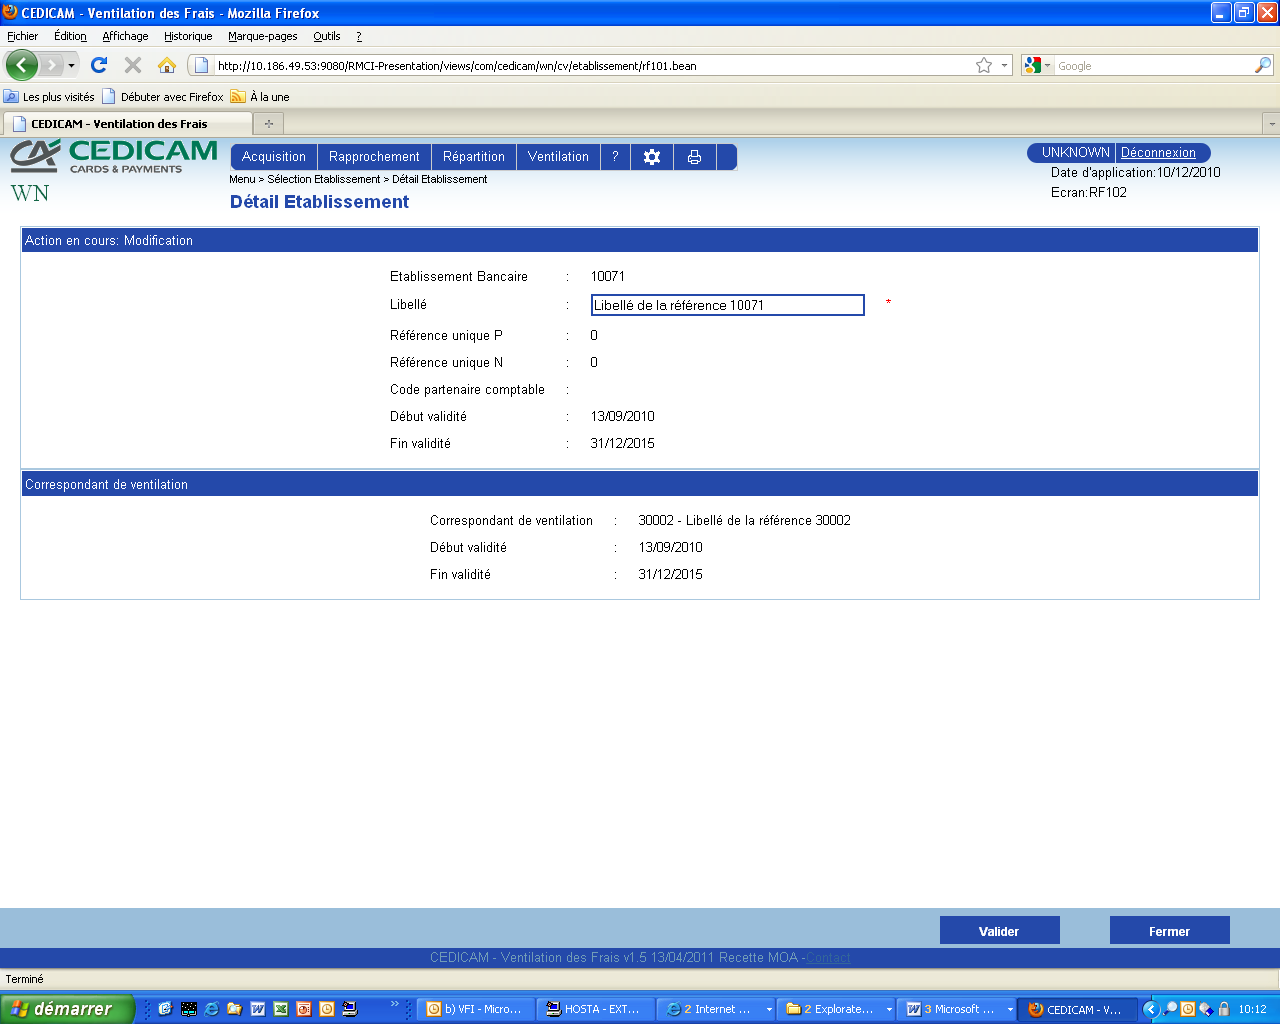 CEDICAM - Ventilation des Frais - Mozilla Firefox
Fichier Édition Affichage Historique Marque-pages Outils ?
http://10.186.49.53:9080/RMCI-Presentation/views/com/cedicam/wn/cv/etablissement/rf101.bean
Google
Les plus visités Débuter avec Firefox À la une
CEDICAM - Ventilation des Frais
CA CEDICAM
CARDS & PAYMENTS
WN
Acquisition Rapprochement Répartition Ventilation ?
UNKNOWN Déconnexion
Date d'application:10/12/2010
Ecran:RF102
Menu > Sélection Etablissement > Détail Etablissement
Détail Etablissement
Action en cours: Modification
Etablissement Bancaire : 10071
Libellé : Libellé de la référence 10071 *
Référence unique P : 0
Référence unique N : 0
Code partenaire comptable :
Début validité : 13/09/2010
Fin validité : 31/12/2015
Correspondant de ventilation
Correspondant de ventilation : 30002 - Libellé de la référence 30002
Début validité : 13/09/2010
Fin validité : 31/12/2015
Valider Fermer
CEDICAM - Ventilation des Frais v1.5 13/04/2011 Recette MOA -Contact
Terminé
démarrer b) VFI - Micro... HOSTA - EXT... 2 Internet ... 2 Explorate... 3 Microsoft ... CEDICAM - V... 10:12